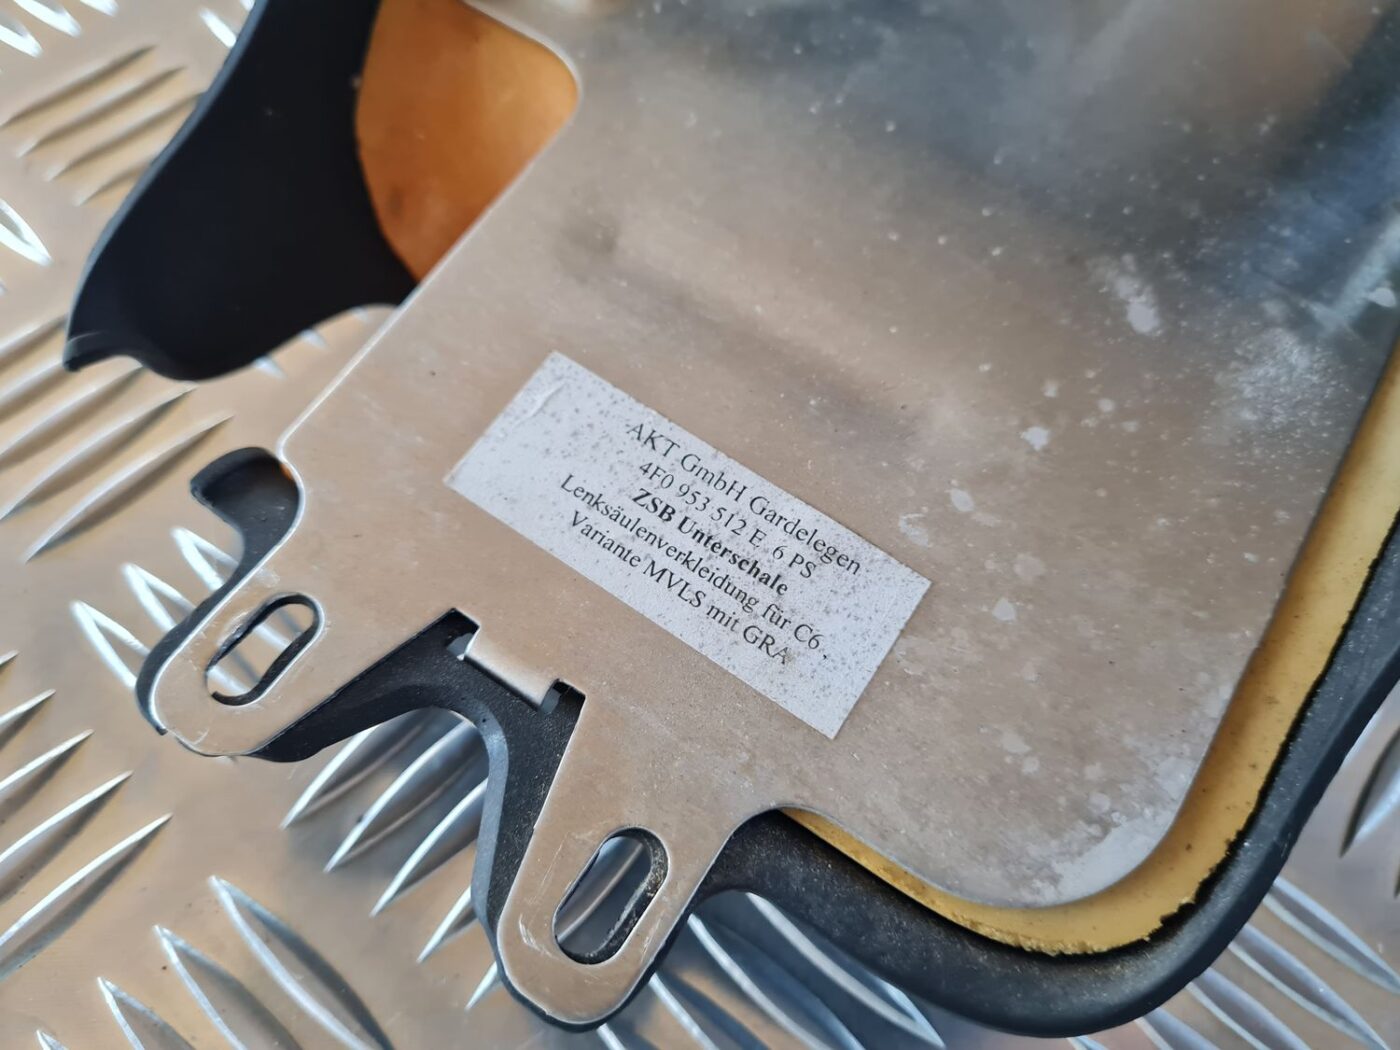 AKT GmbH Gardelegen
4F0 953 512 E 6 PS
ZSB Unterschale
Lenksäulenverkleidung für C6
Variante MVLS mit GRA